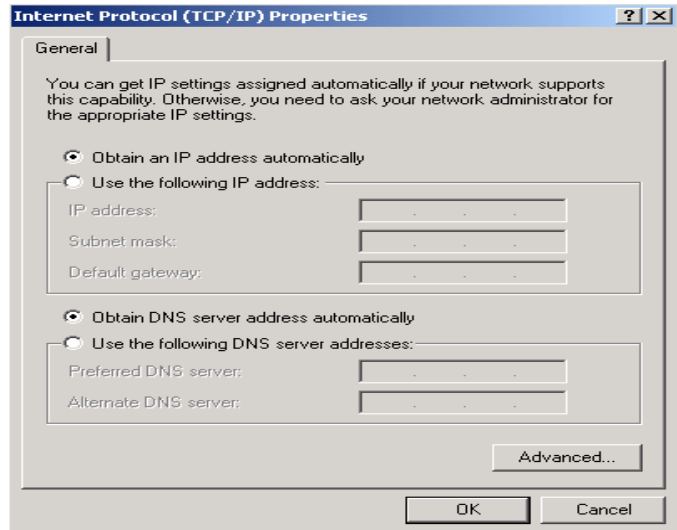 Internet Protocol (TCP/IP) Properties
General
You can get IP settings assigned automatically if your network supports
this capability. Otherwise, you need to ask your network administrator for
the appropriate IP settings.
Obtain an IP address automatically
Use the following IP address:
IP address:
Subnet mask:
Default gateway:
Obtain DNS server address automatically
Use the following DNS server addresses:
Preferred DNS server:
Alternate DNS server:
Advanced...
OK Cancel